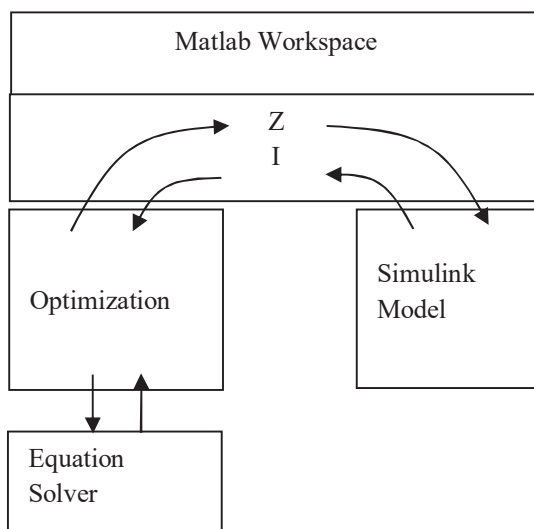 Matlab Workspace
Z
I
Optimization
Simulink
Model
Equation
Solver